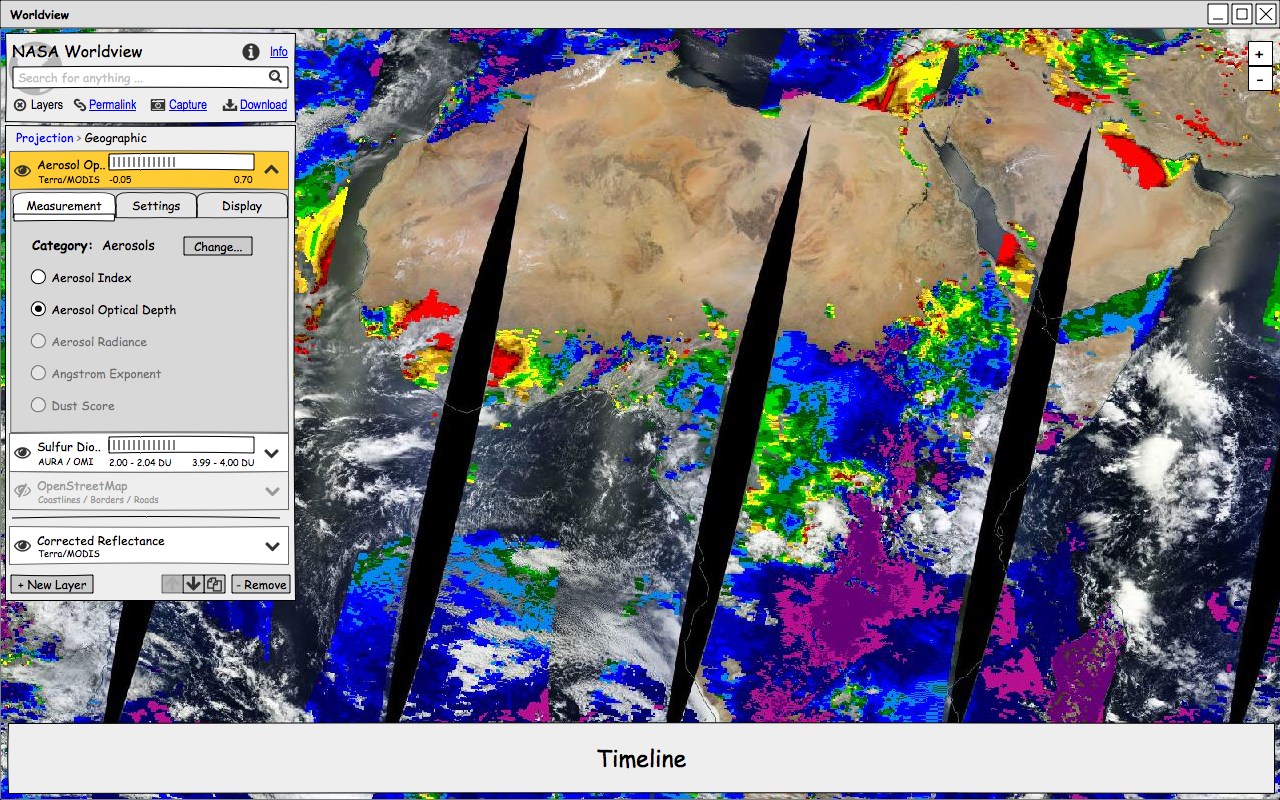 Worldview
NASA Worldview
Info
Search for anything ...
Layers Permalink Capture Download
Projection > Geographic
Aerosol Op..
Terra/MODIS -0.05 0.70
Measurement Settings Display
Category: Aerosols Change...
Aerosol Index
Aerosol Optical Depth
Aerosol Radiance
Angstrom Exponent
Dust Score
Sulfur Dio..
AURA / OMI 2.00 - 2.04 DU 3.99 - 4.00 DU
OpenStreetMap
Coastlines / Borders / Roads
Corrected Reflectance
Terra/MODIS
+ New Layer - Remove
+
-
Timeline